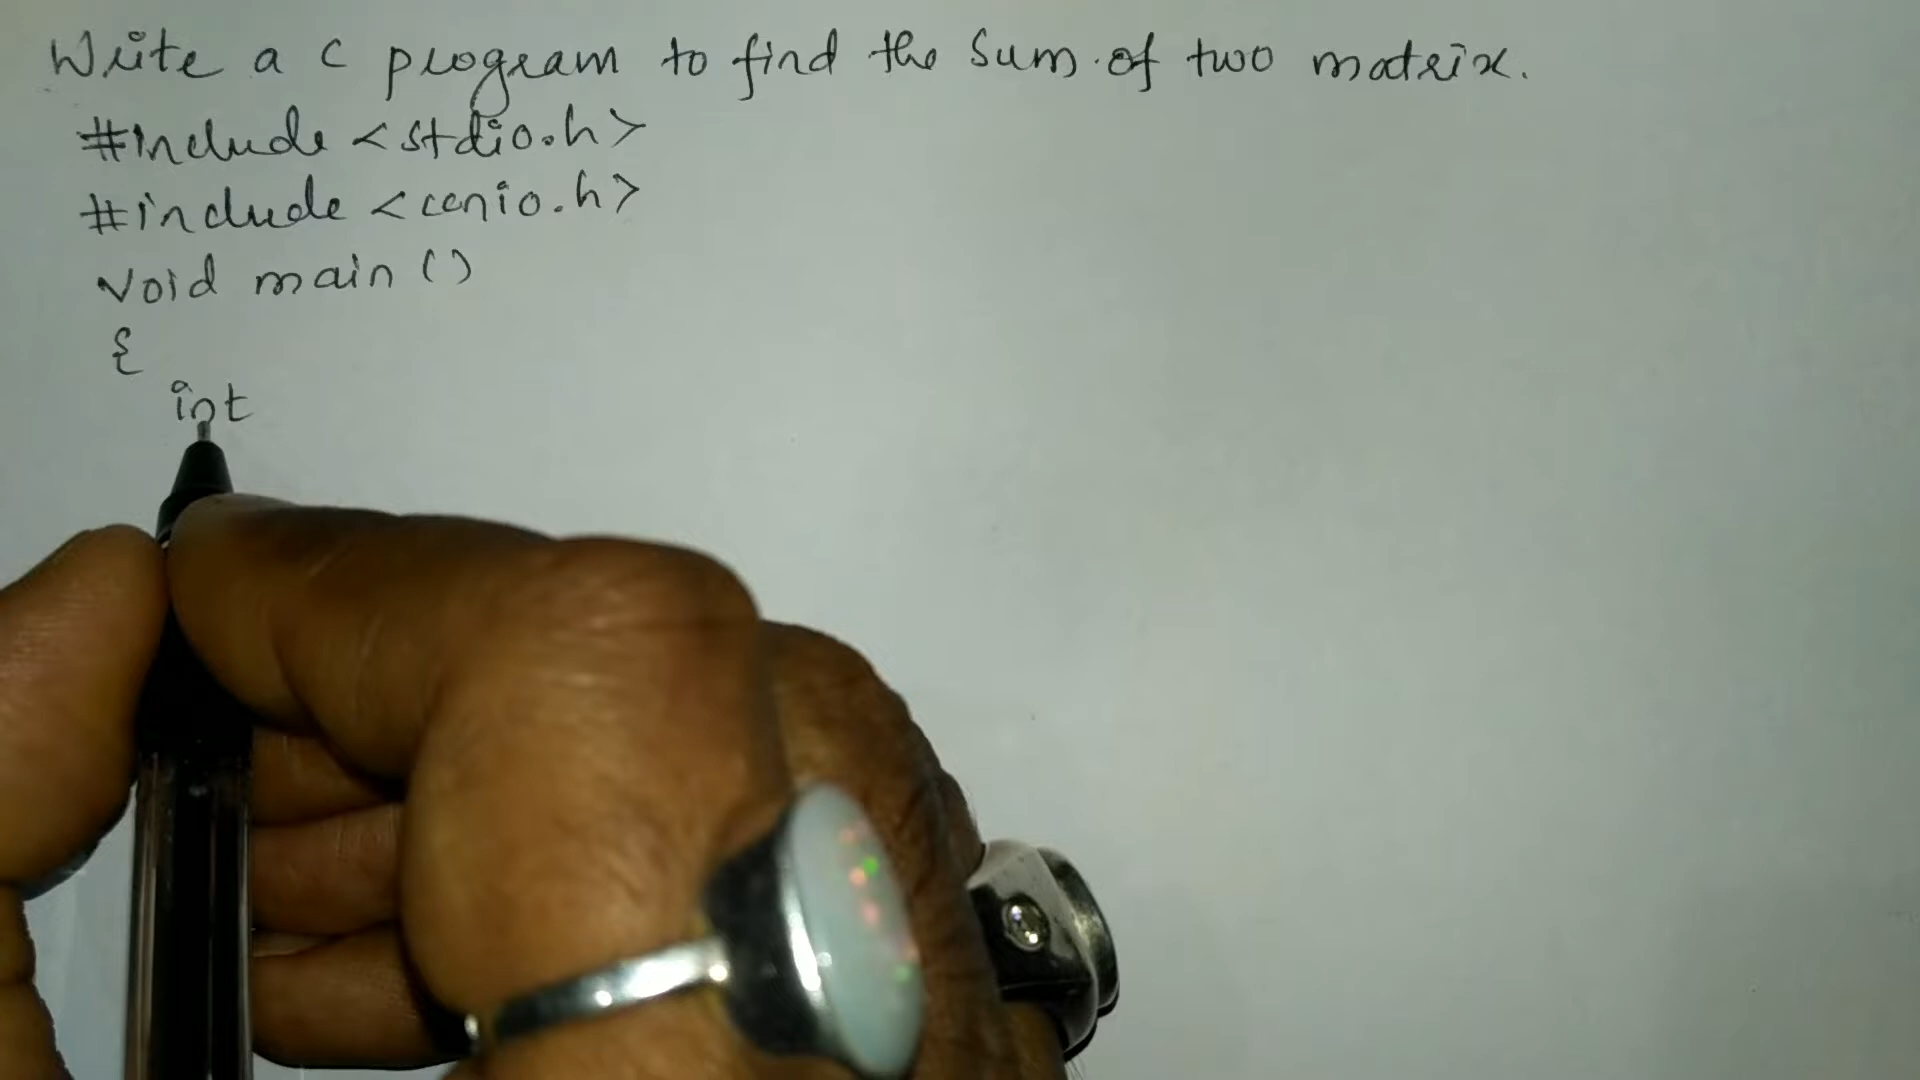 Write a C program to find the Sum of two matrix.
#include <stdio.h>
#include <conio.h>
void main ()
{
int